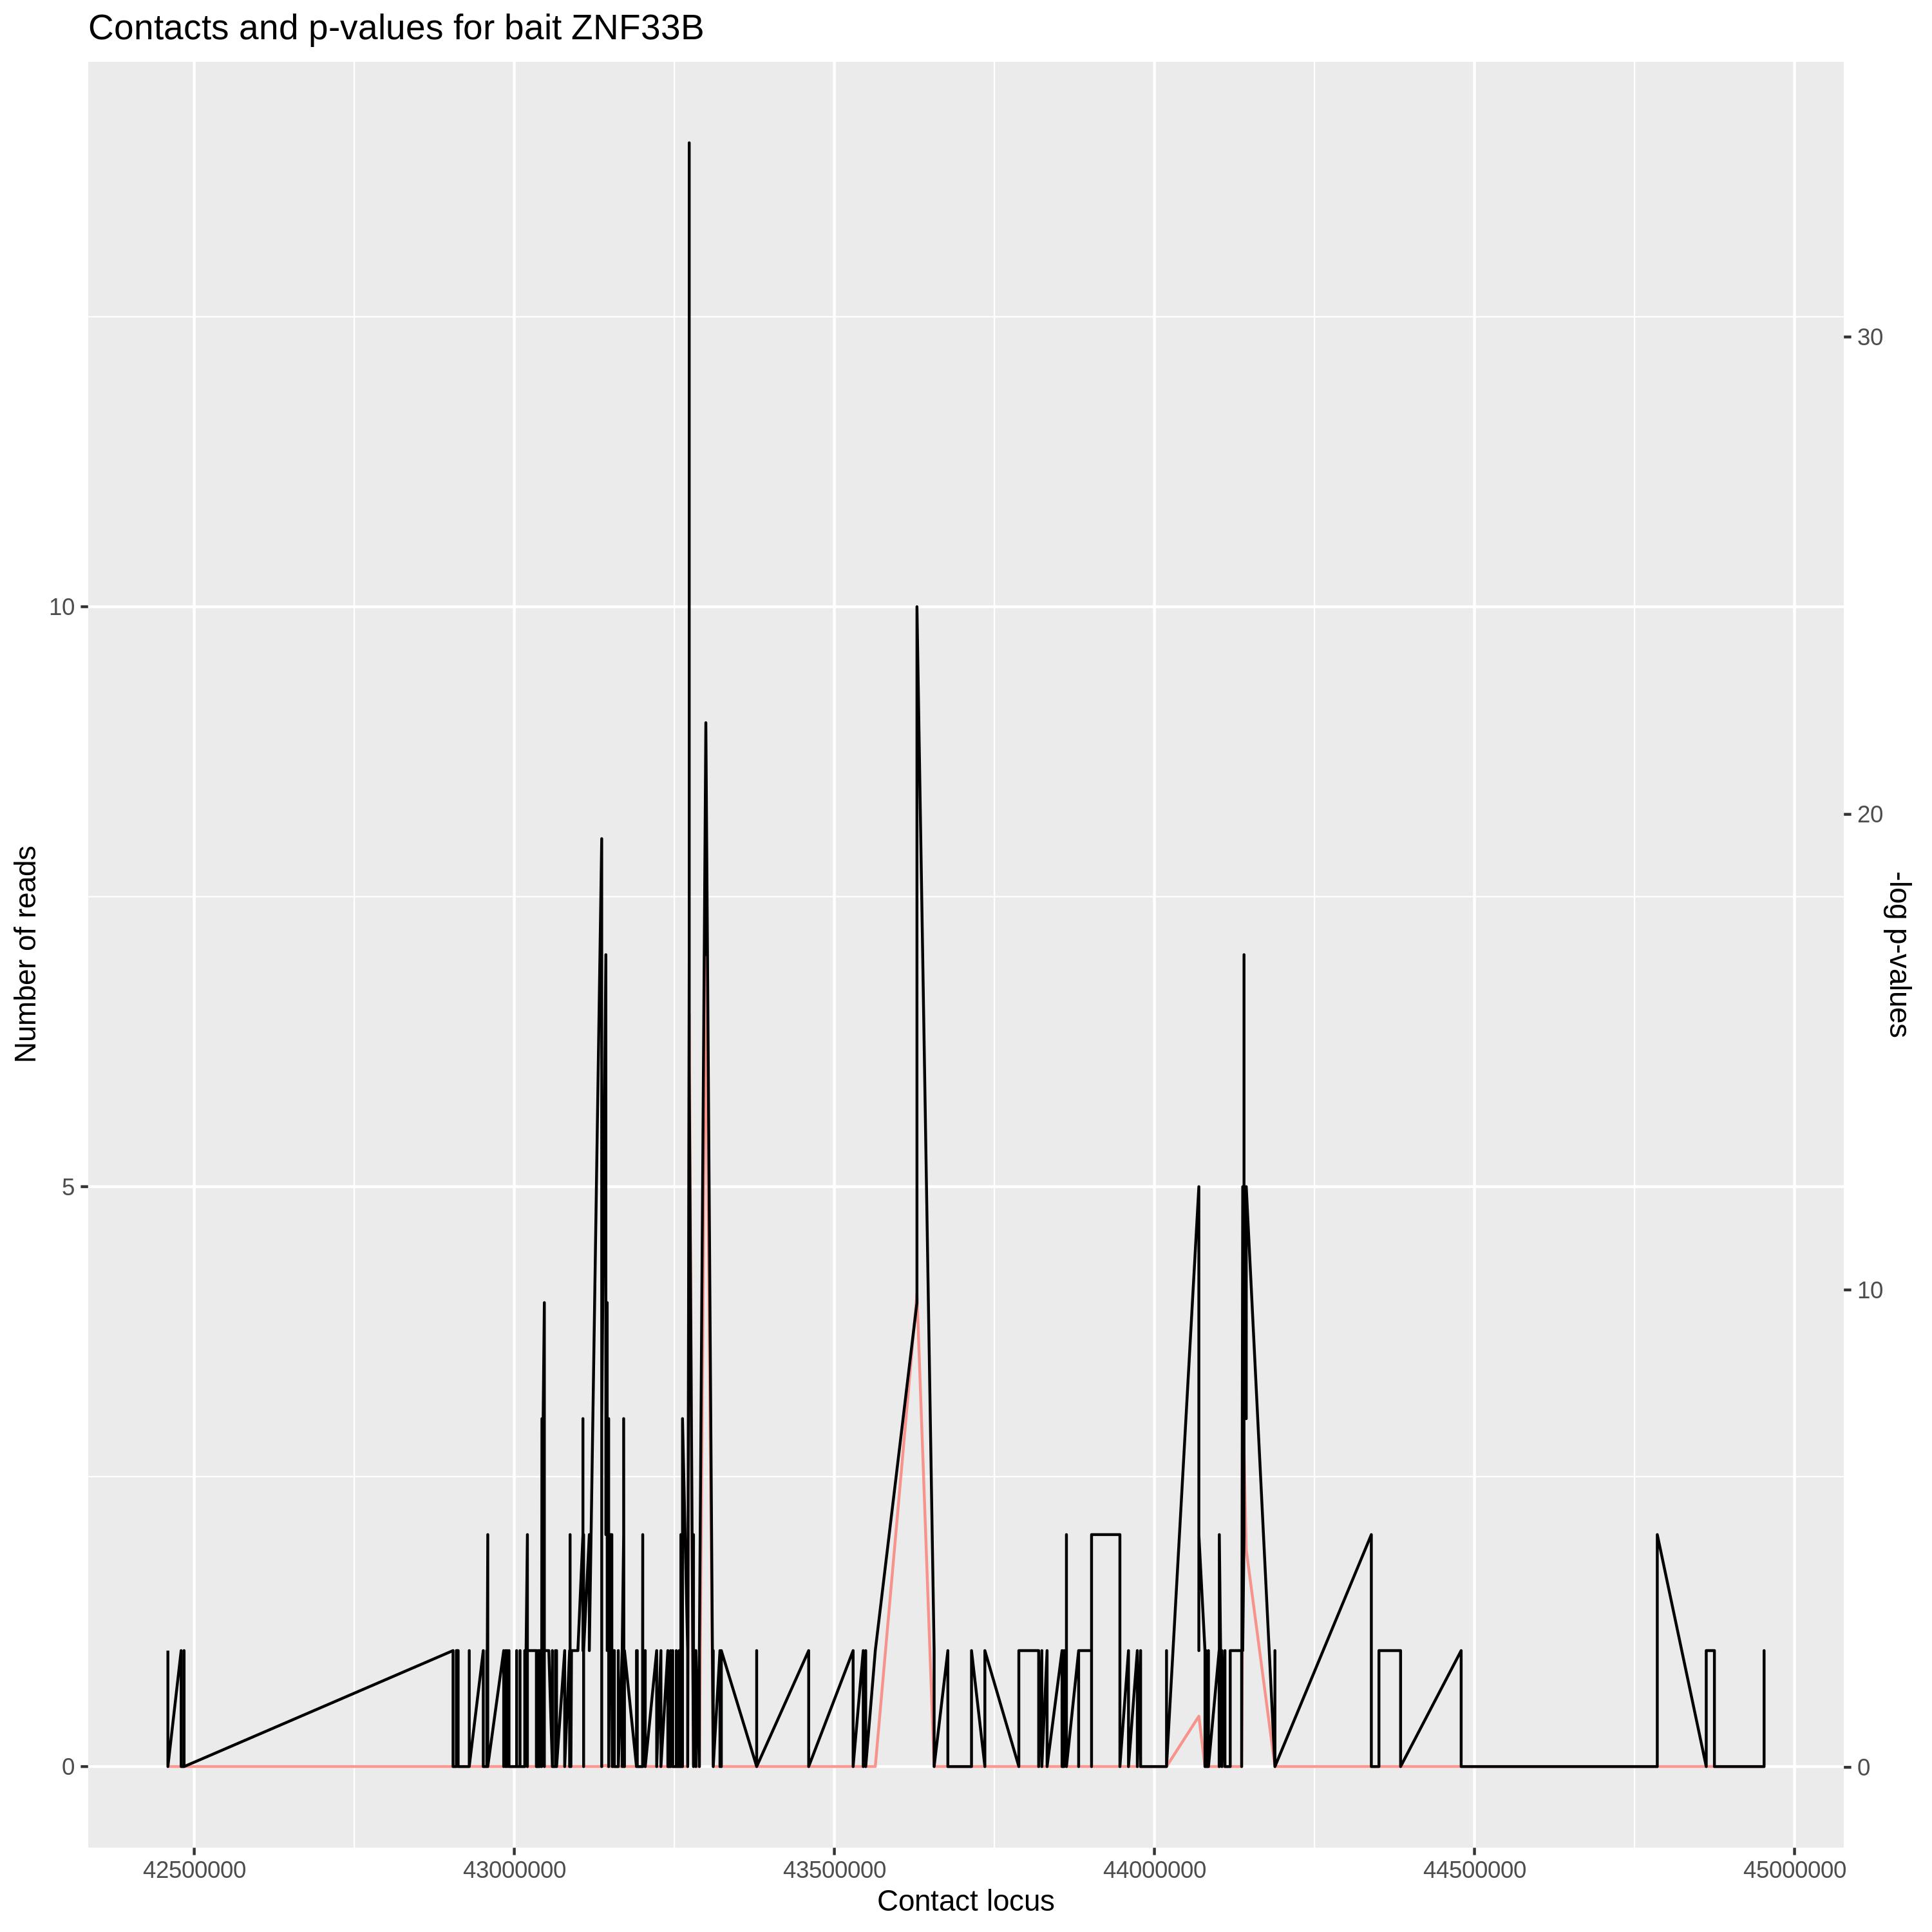 Contacts and p-values for bait ZNF33B
Number of reads
10
5
0
30
20
10
0
-log p-values
42500000 43000000 43500000 44000000 44500000 45000000
Contact locus